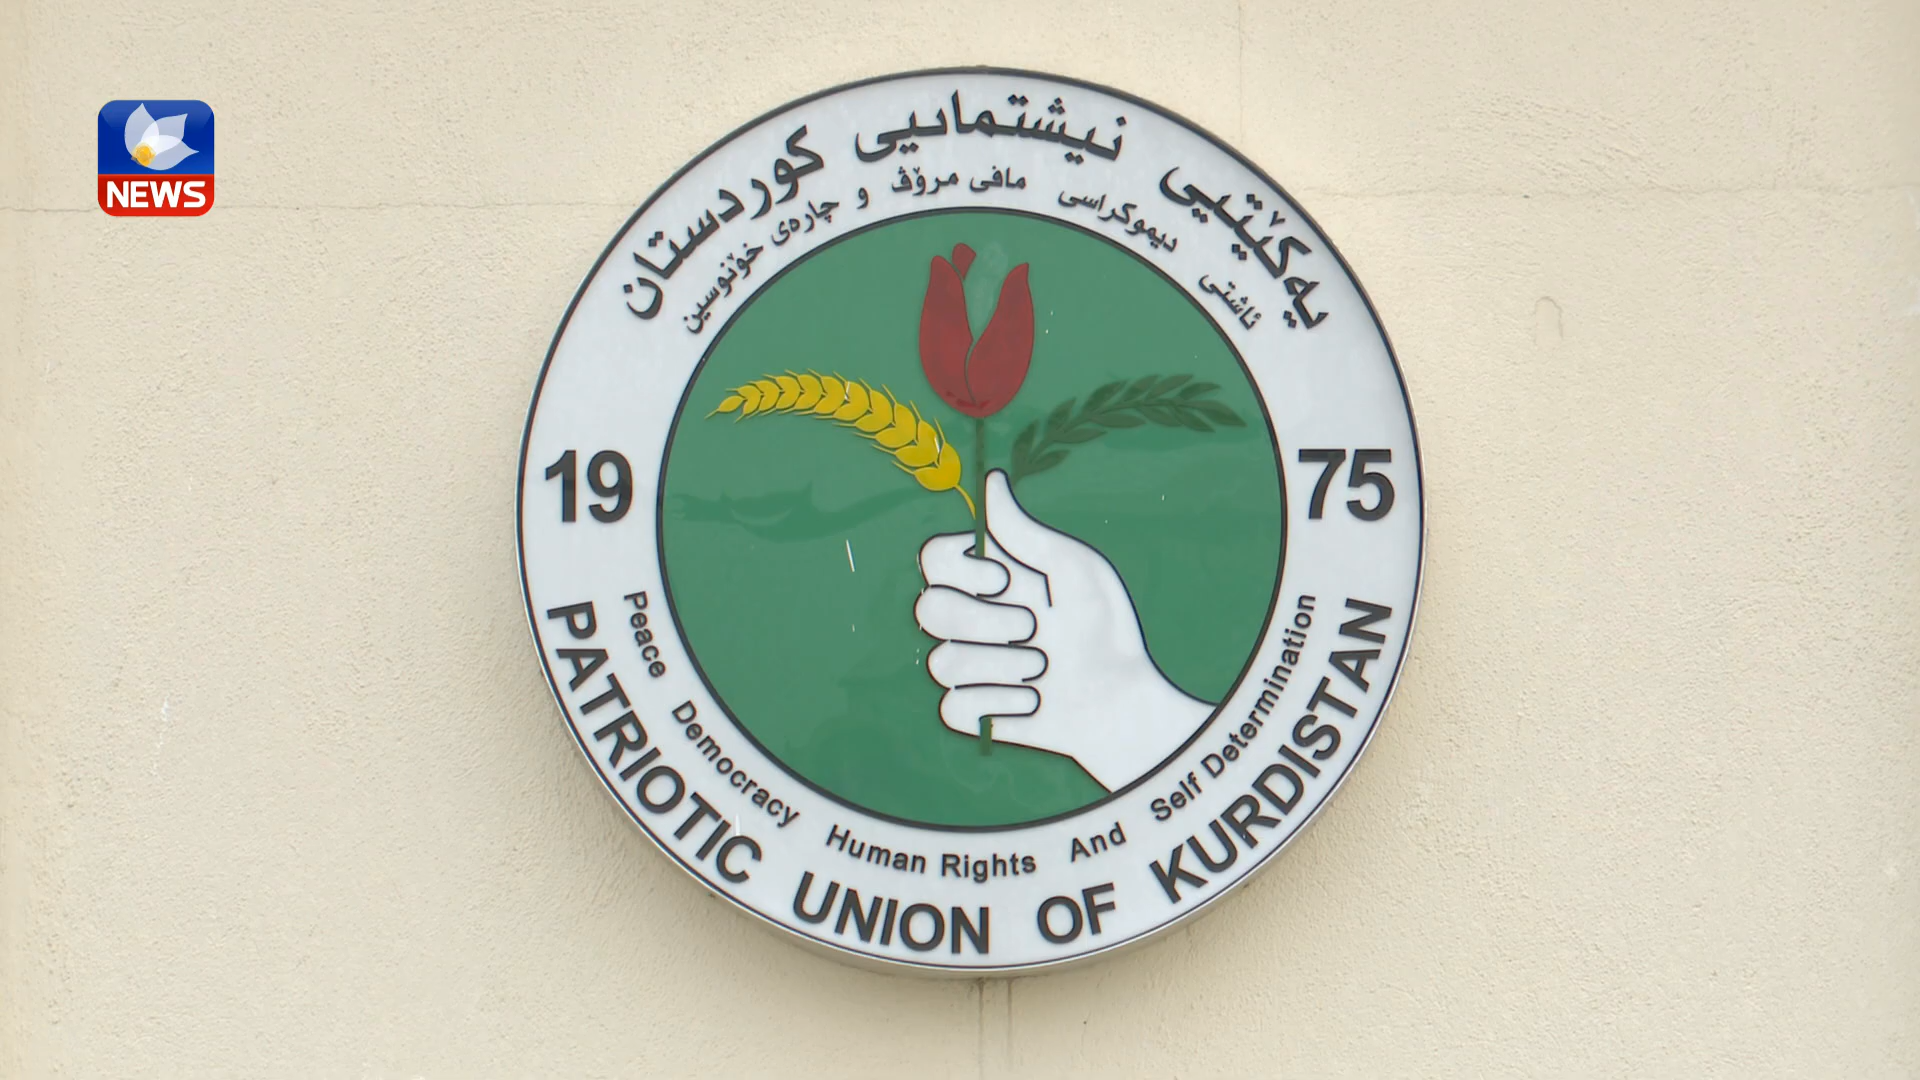 NEWS
یەکێتیی نیشتمانیی کوردستان
ئاشتی دیموکراسی مافی مرۆڤ و چارەی خۆنوسین
19 75
Peace Democracy Human Rights And Self Determination
PATRIOTIC UNION OF KURDISTAN